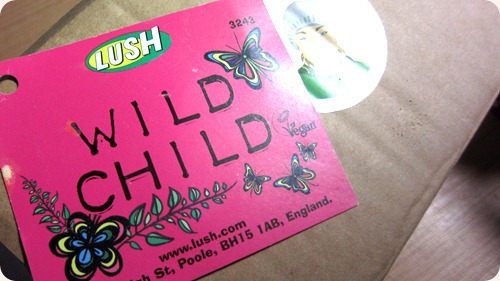 LUSH
3243
WILD
CHILD
Vegan
www.lush.com
St, Poole, BH15 1AB, England.